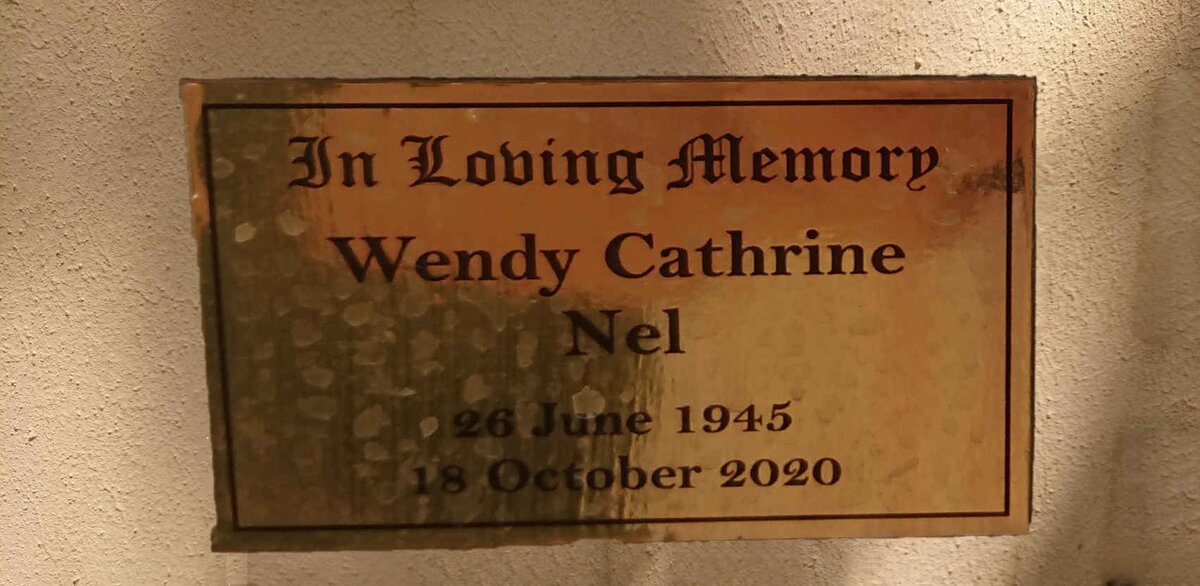 In Loving Memory
Wendy Cathrine
Nel
26 June 1945
18 October 2020